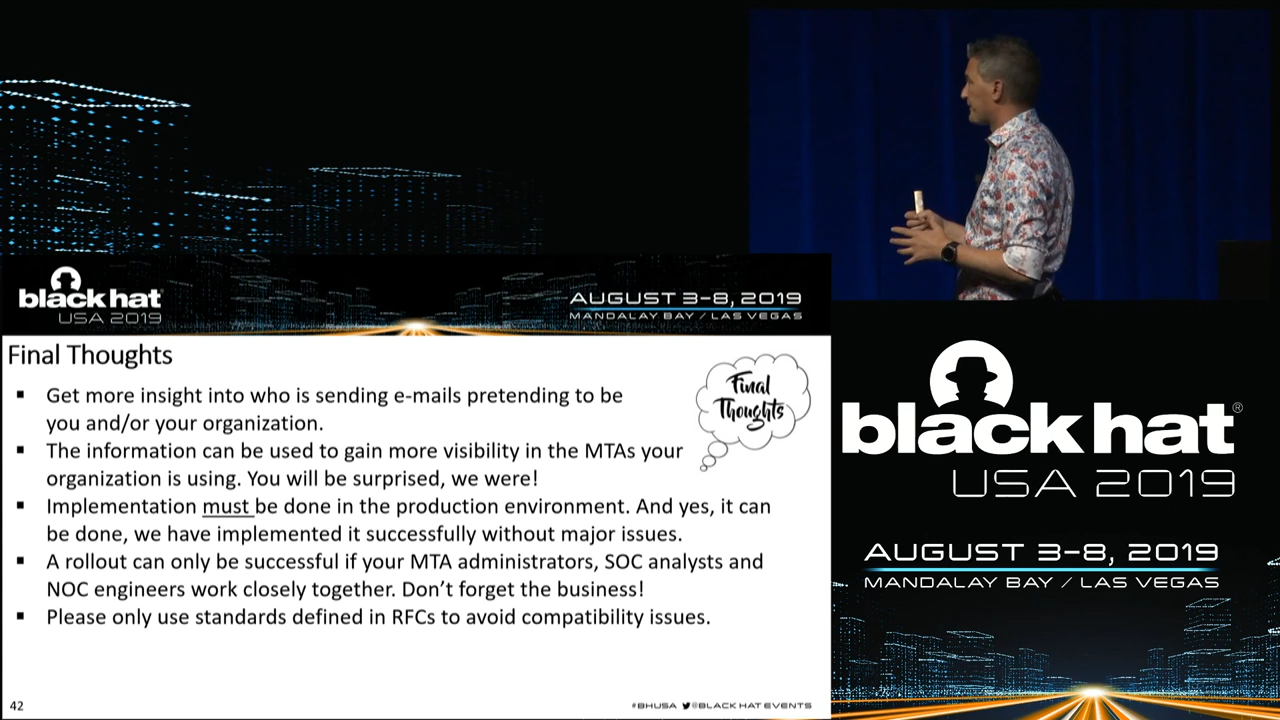 black hat
USA 2019
AUGUST 3-8, 2019
MANDALAY BAY / LAS VEGAS
Final Thoughts
Final
Thoughts
▪ Get more insight into who is sending e-mails pretending to be
you and/or your organization.
▪ The information can be used to gain more visibility in the MTAs your
organization is using. You will be surprised, we were!
▪ Implementation must be done in the production environment. And yes, it can
be done, we have implemented it successfully without major issues.
▪ A rollout can only be successful if your MTA administrators, SOC analysts and
NOC engineers work closely together. Don’t forget the business!
▪ Please only use standards defined in RFCs to avoid compatibility issues.
42
#BHUSA @BLACK HAT EVENTS
black hat®
USA 2019
AUGUST 3-8, 2019
MANDALAY BAY / LAS VEGAS